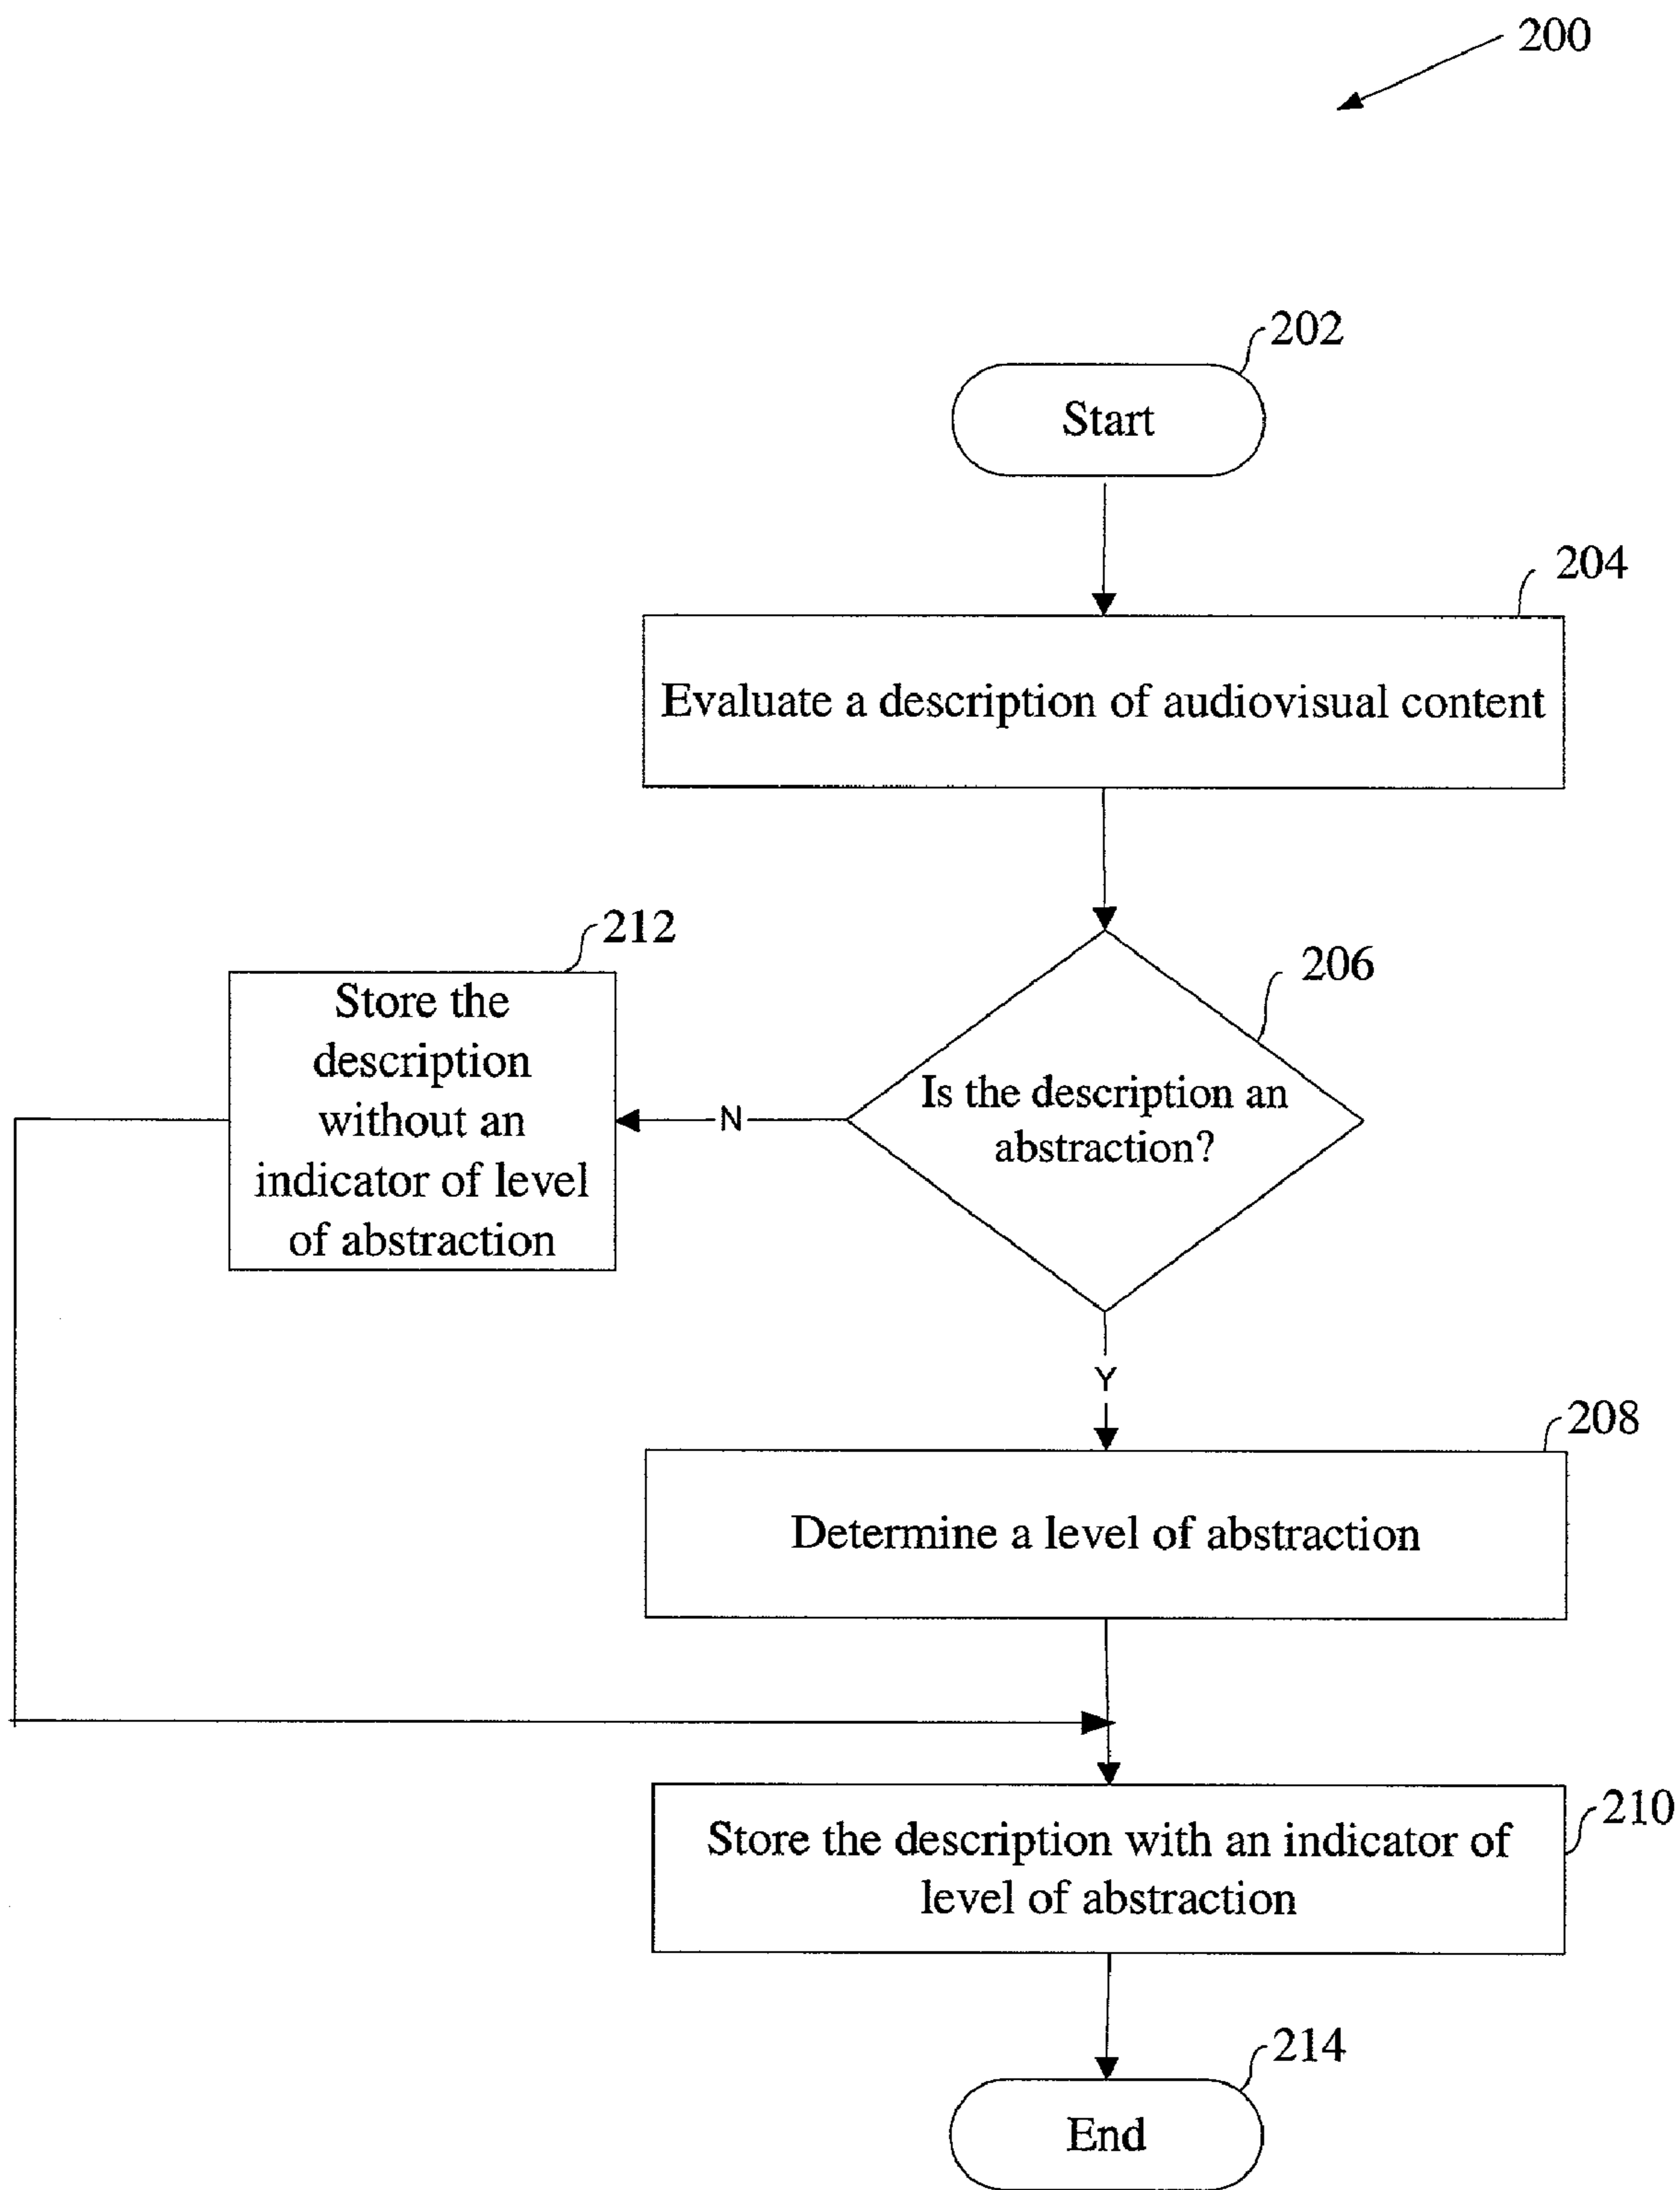 200
202
Start
204
Evaluate a description of audiovisual content
212
Store the
description
without an
indicator of level
of abstraction
206
Is the description an
abstraction?
N
Y
208
Determine a level of abstraction
210
Store the description with an indicator of
level of abstraction
214
End